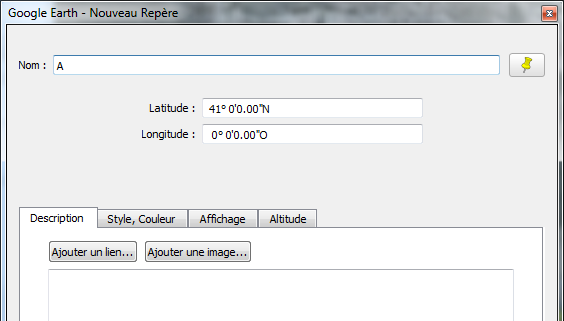 Google Earth - Nouveau Repère
Nom : A
Latitude : 41° 0'0.00"N
Longitude : 0° 0'0.00"O
Description Style, Couleur Affichage Altitude
Ajouter un lien... Ajouter une image...